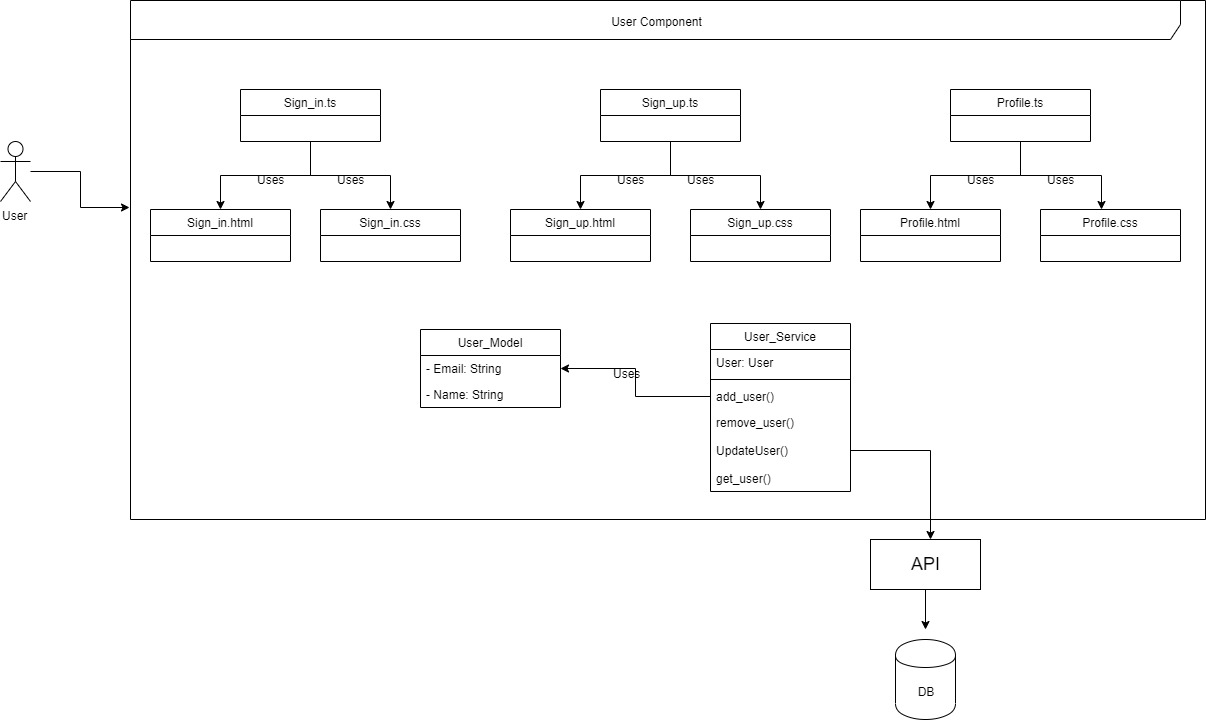 User Component
Sign_in.ts
Sign_up.ts
Profile.ts
Uses
Uses
Uses
Uses
Uses
Uses
User
Sign_in.html
Sign_in.css
Sign_up.html
Sign_up.css
Profile.html
Profile.css
User_Model
- Email: String
- Name: String
Uses
User_Service
User: User
add_user()
remove_user()
UpdateUser()
get_user()
API
DB